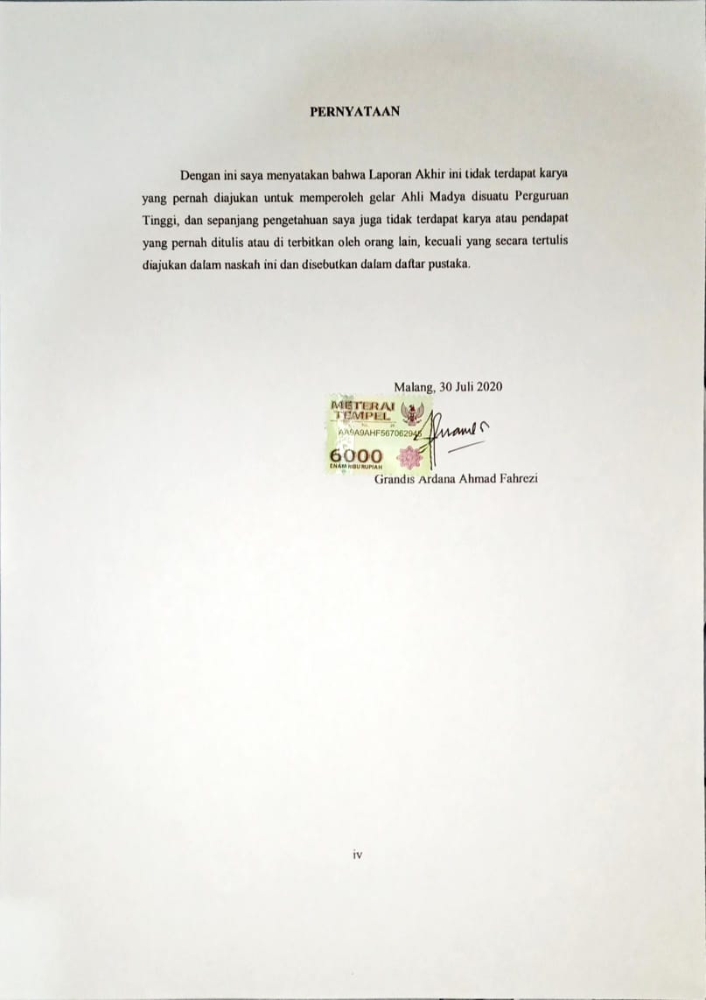 PERNYATAAN
Dengan ini saya menyatakan bahwa Laporan Akhir ini tidak terdapat karya
yang pernah diajukan untuk memperoleh gelar Ahli Madya disuatu Perguruan
Tinggi, dan sepanjang pengetahuan saya juga tidak terdapat karya atau pendapat
yang pernah ditulis atau di terbitkan oleh orang lain, kecuali yang secara tertulis
diajukan dalam naskah ini dan disebutkan dalam daftar pustaka.
Malang, 30 Juli 2020
METERAI
TEMPEL
6000
ENAM RIBU RUPIAH
Grandis Ardana Ahmad Fahrezi
iv